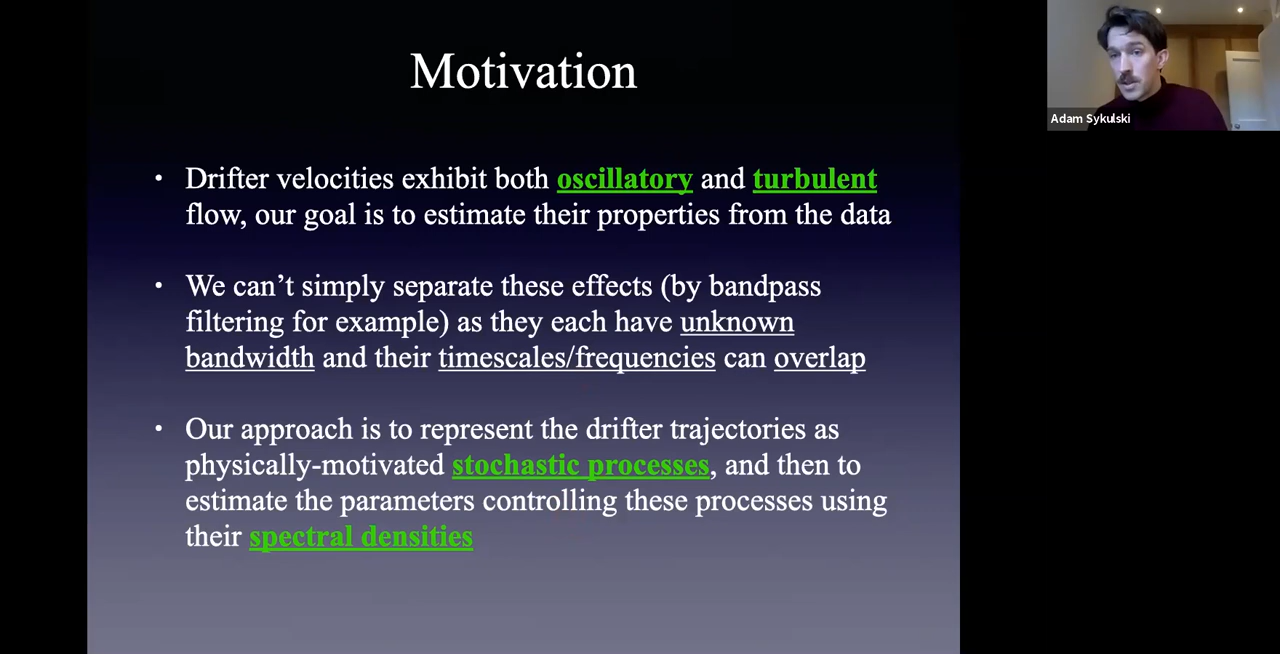 Motivation
• Drifter velocities exhibit both oscillatory and turbulent
flow, our goal is to estimate their properties from the data
• We can’t simply separate these effects (by bandpass
filtering for example) as they each have unknown
bandwidth and their timescales/frequencies can overlap
• Our approach is to represent the drifter trajectories as
physically-motivated stochastic processes, and then to
estimate the parameters controlling these processes using
their spectral densities
Adam Sykulski